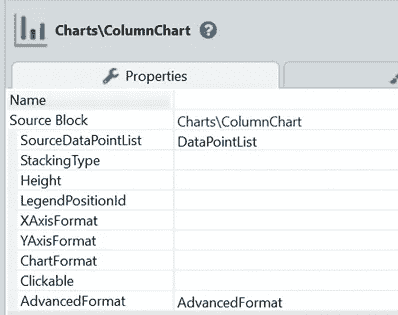 Charts\ColumnChart ?
Properties
Name
Source Block Charts\ColumnChart
SourceDataPointList DataPointList
StackingType
Height
LegendPositionId
XAxisFormat
YAxisFormat
ChartFormat
Clickable
AdvancedFormat AdvancedFormat